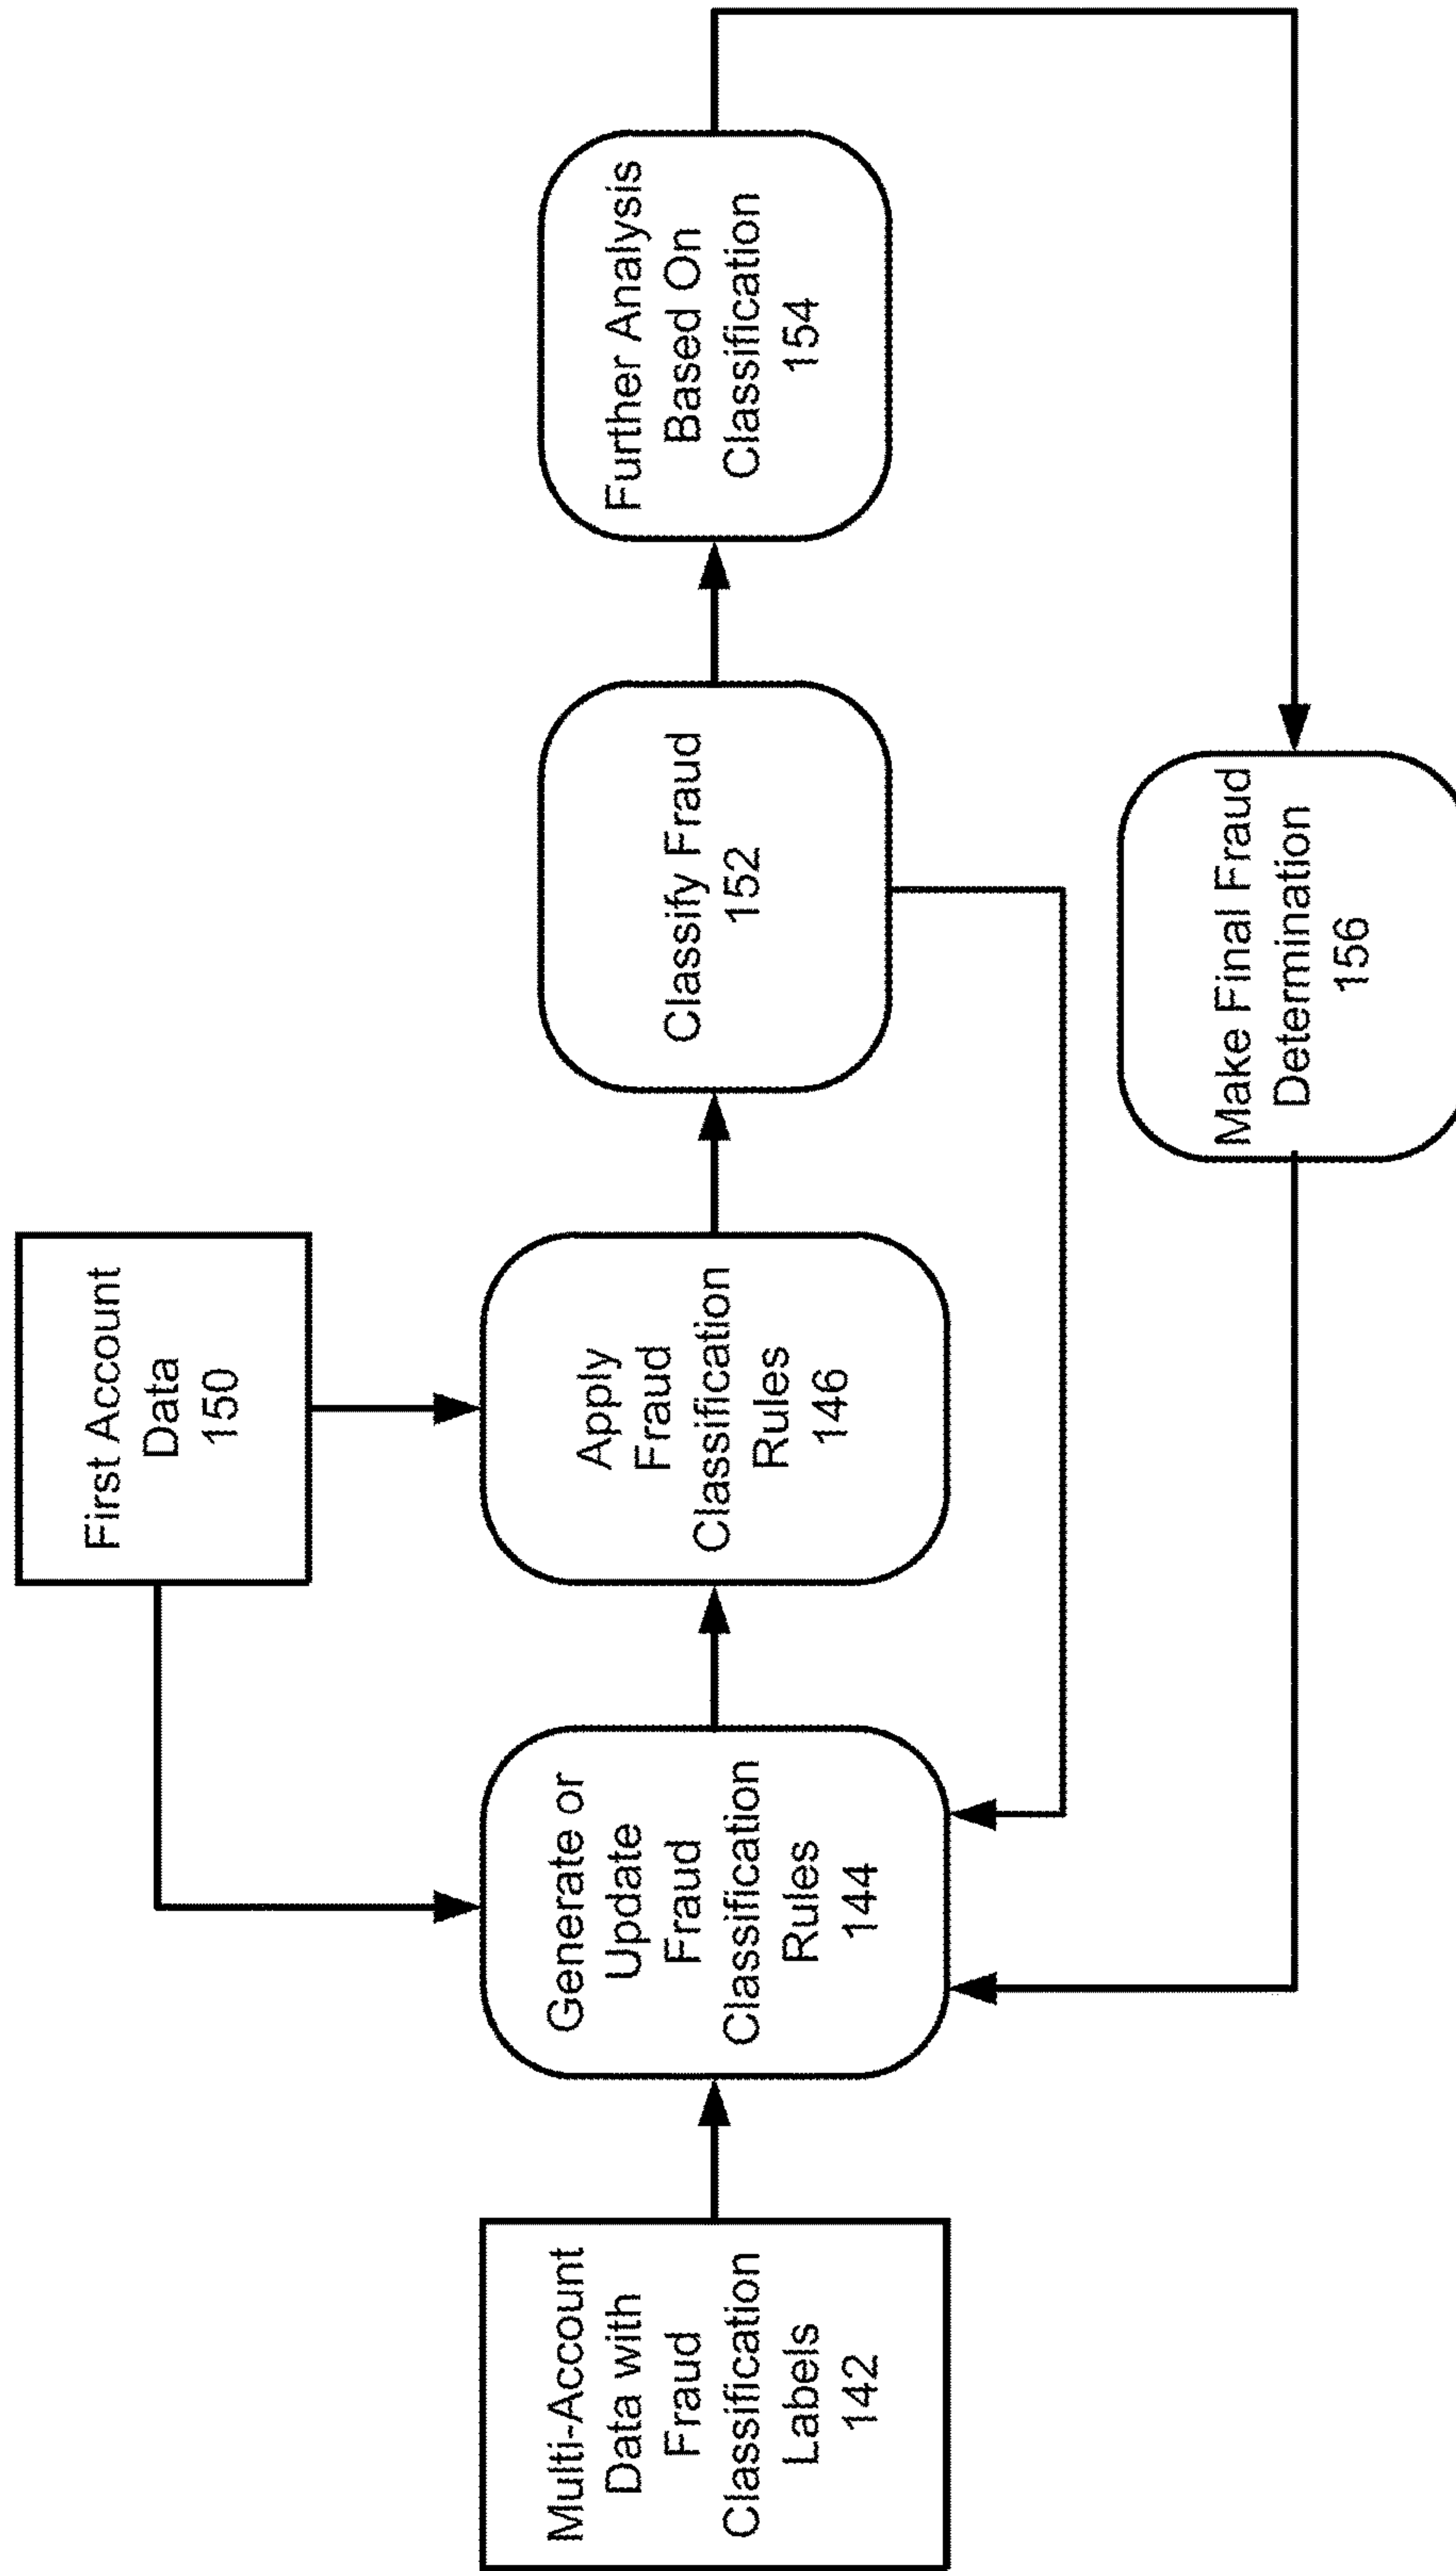 First Account
Data
150
Multi-Account
Data with
Fraud
Classification
Labels
142
Generate or
Update
Fraud
Classification
Rules
144
Apply
Fraud
Classification
Rules
146
Classify Fraud
152
Further Analysis
Based On
Classification
154
Make Final Fraud
Determination
156